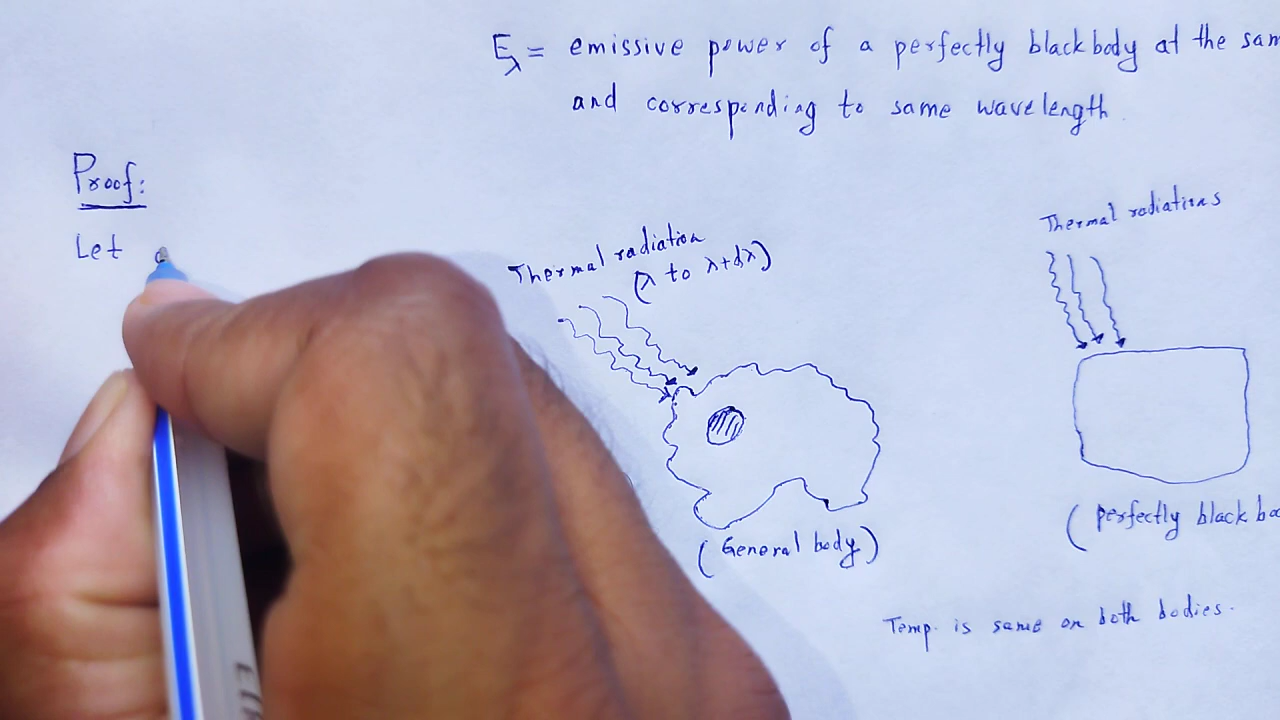 Eλ = emissive power of a perfectly blackbody at the sam
and corresponding to same wavelength.
Proof:
Let
Thermal radiation
(λ to λ+dλ)
Thermal radiations
(General body)
(perfectly black bo
Temp. is same on both bodies.